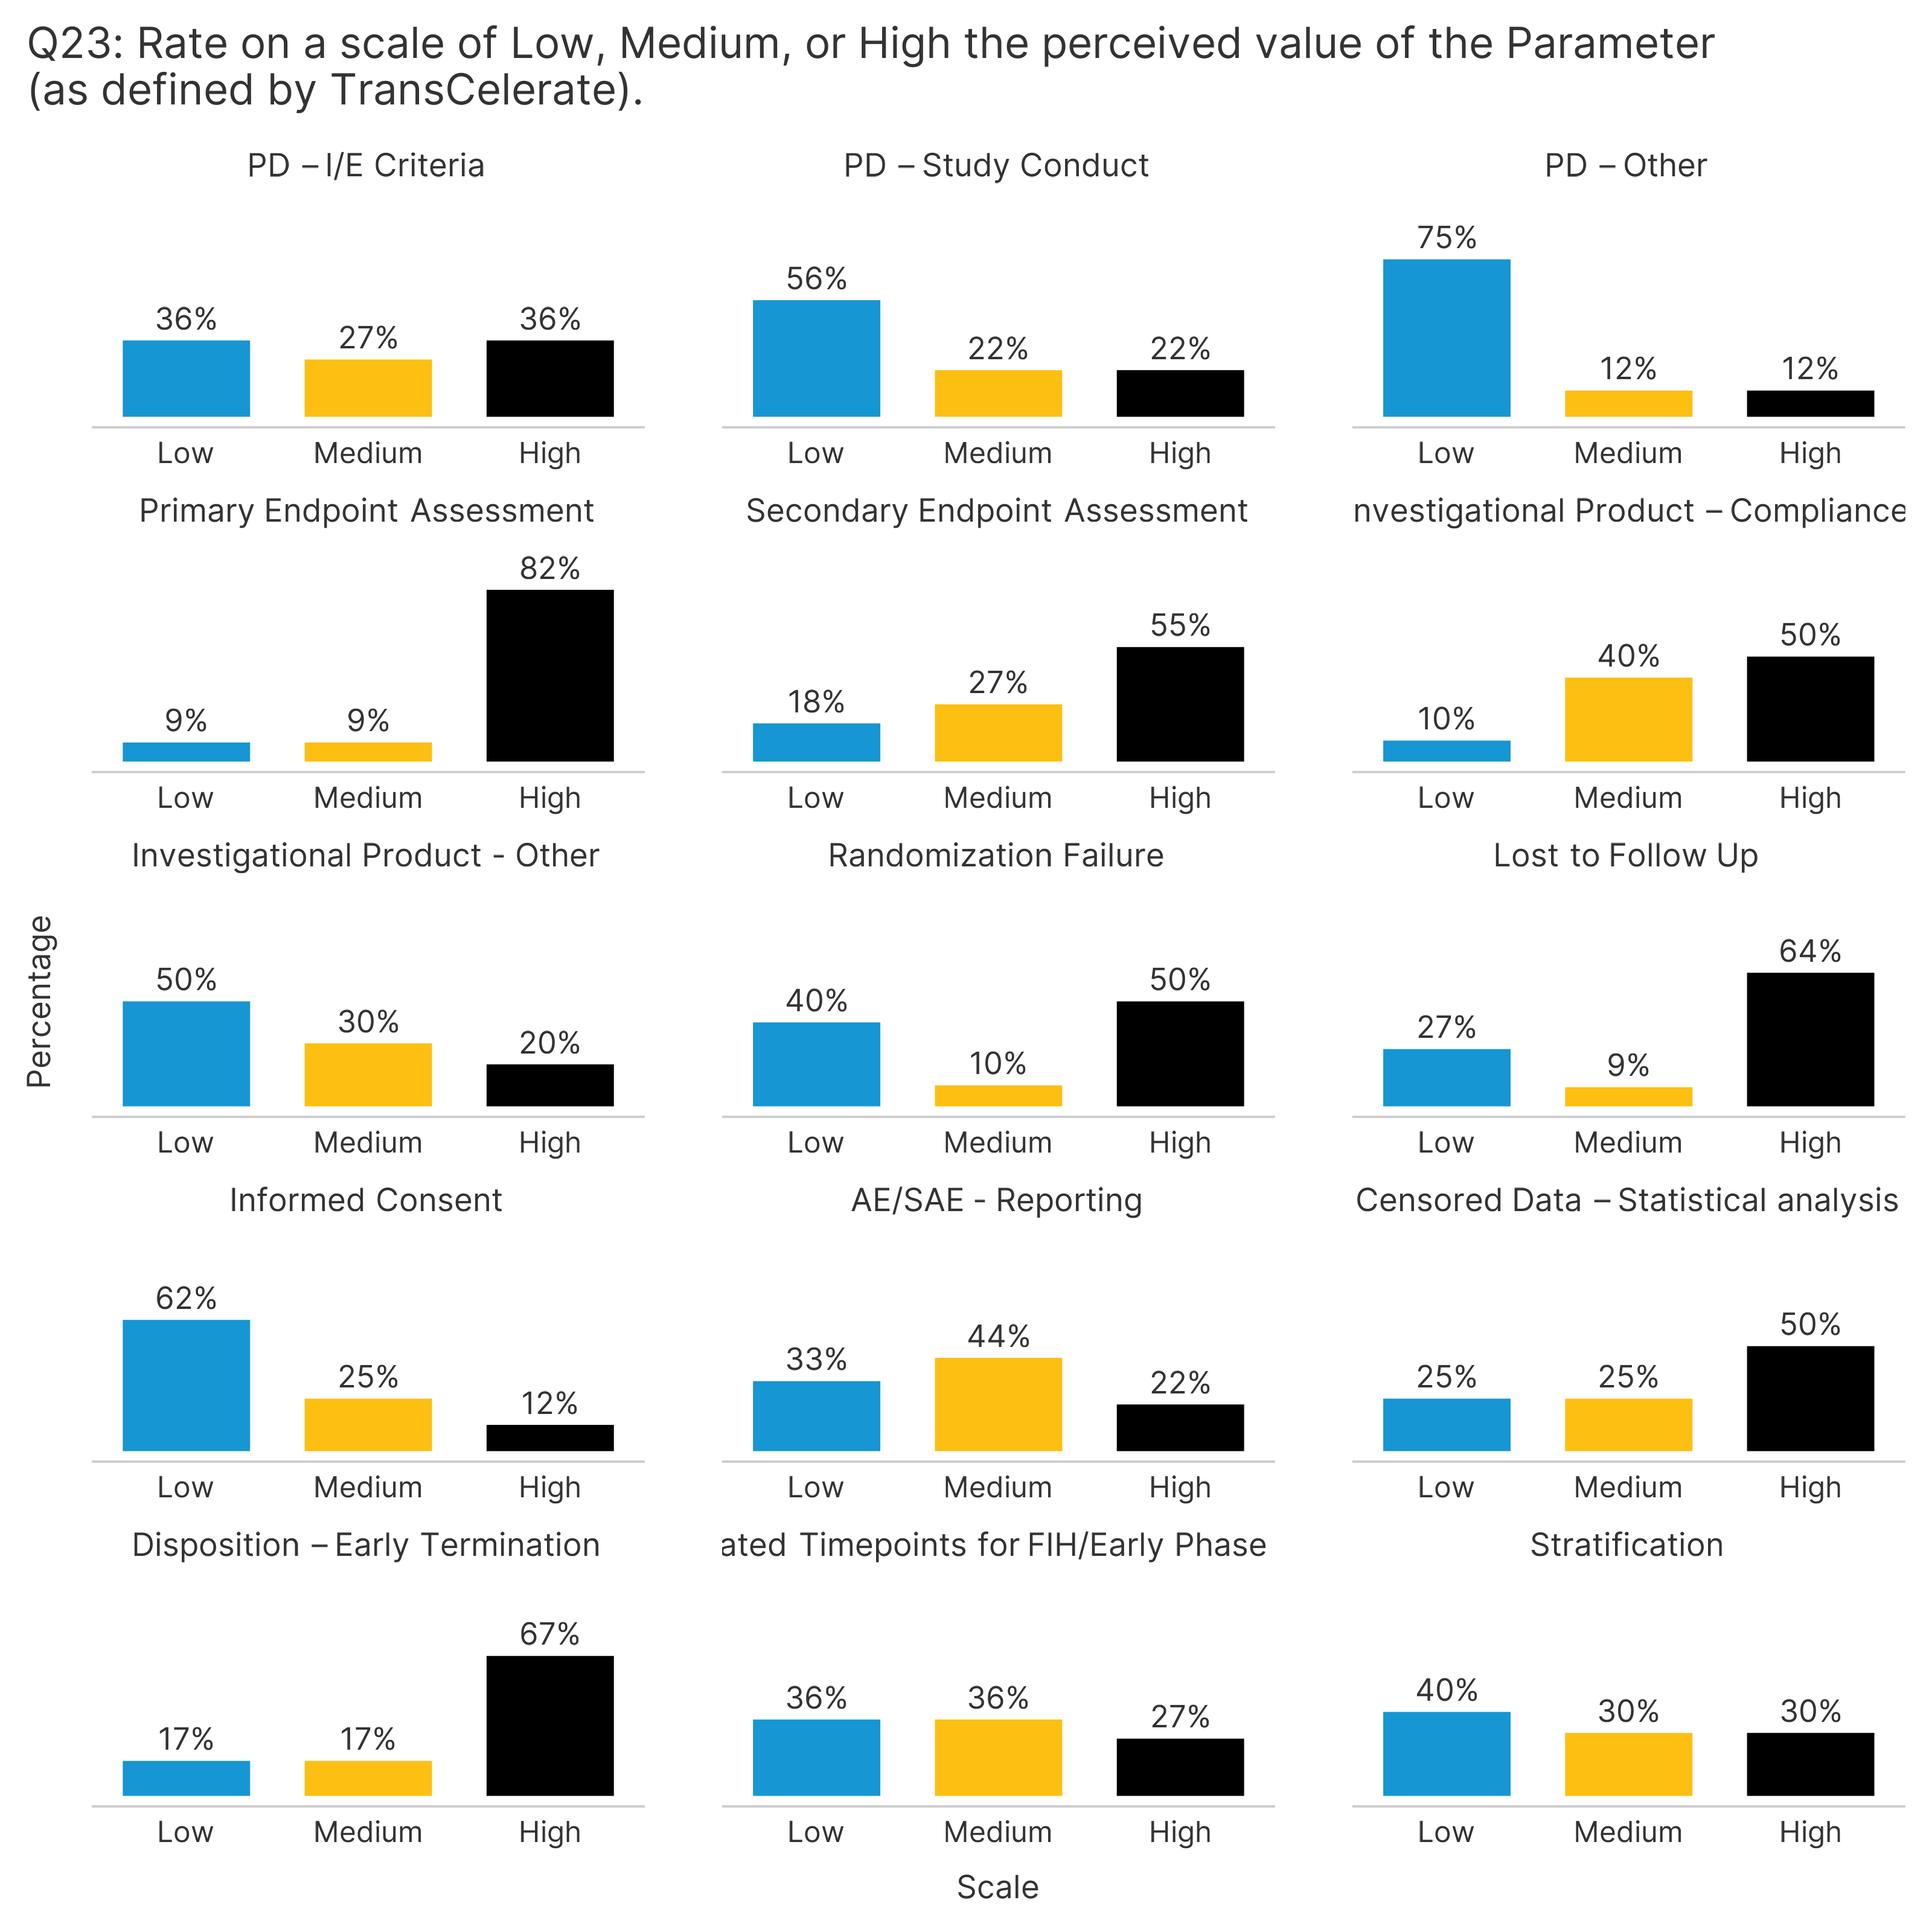 Q23: Rate on a scale of Low, Medium, or High the perceived value of the Parameter
(as defined by TransCelerate).
PD – I/E Criteria
PD – Study Conduct
PD – Other
36% 27% 36%
56% 22% 22%
75% 12% 12%
Low Medium High
Low Medium High
Low Medium High
Primary Endpoint Assessment
Secondary Endpoint Assessment
nvestigational Product – Compliance
9% 9% 82%
18% 27% 55%
10% 40% 50%
Low Medium High
Low Medium High
Low Medium High
Investigational Product - Other
Randomization Failure
Lost to Follow Up
Percentage
50% 30% 20%
40% 10% 50%
27% 9% 64%
Low Medium High
Low Medium High
Low Medium High
Informed Consent
AE/SAE - Reporting
Censored Data – Statistical analysis
62% 25% 12%
33% 44% 22%
25% 25% 50%
Low Medium High
Low Medium High
Low Medium High
Disposition – Early Termination
ated Timepoints for FIH/Early Phase
Stratification
17% 17% 67%
36% 36% 27%
40% 30% 30%
Low Medium High
Low Medium High
Low Medium High
Scale